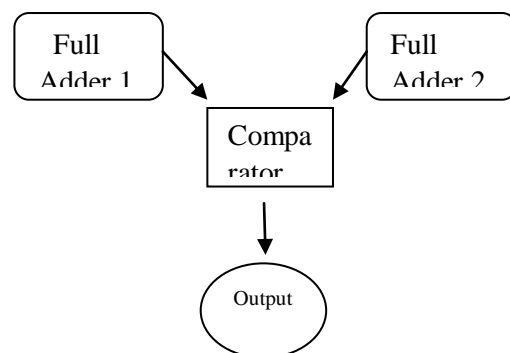 Full
Adder 1
Full
Adder 2
Compa
rator
Output